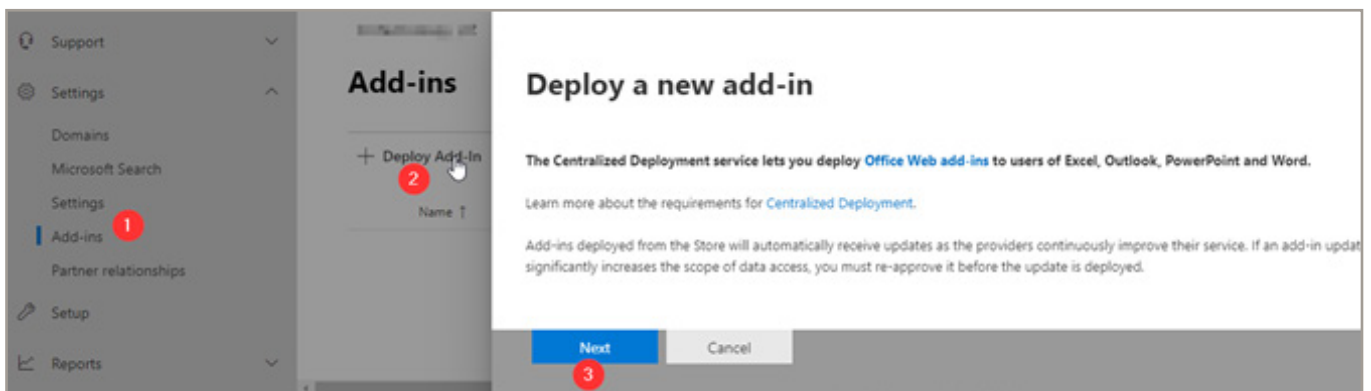 Support
Settings
Domains
Microsoft Search
Settings
Add-ins
1
Partner relationships
Setup
Reports
Add-ins
+ Deploy Add-In
2
Name ↑
Deploy a new add-in
The Centralized Deployment service lets you deploy Office Web add-ins to users of Excel, Outlook, PowerPoint and Word.
Learn more about the requirements for Centralized Deployment.
Add-ins deployed from the Store will automatically receive updates as the providers continuously improve their service. If an add-in updat
significantly increases the scope of data access, you must re-approve it before the update is deployed.
Next
Cancel
3